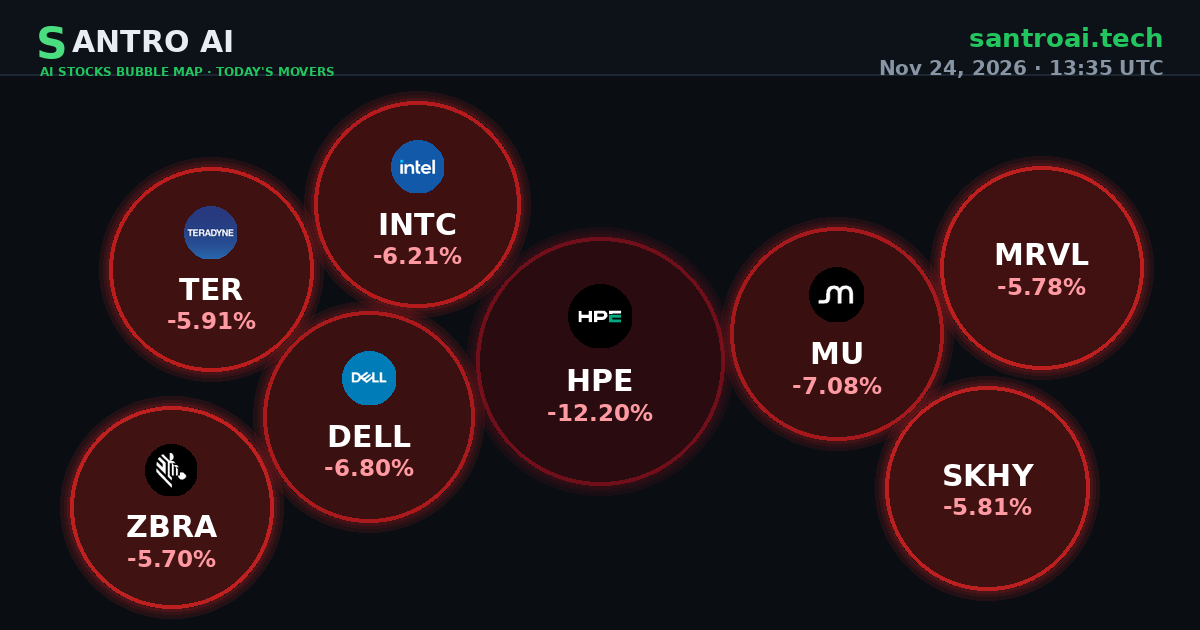 SANTRO AI
AI STOCKS BUBBLE MAP · TODAY'S MOVERS
santroai.tech
Nov 24, 2026 · 13:35 UTC
intel
INTC
-6.21%
TERADYNE
TER
-5.91%
MRVL
-5.78%
HPE
HPE
-12.20%
MU
-7.08%
DELL
DELL
-6.80%
SKHY
-5.81%
ZBRA
-5.70%